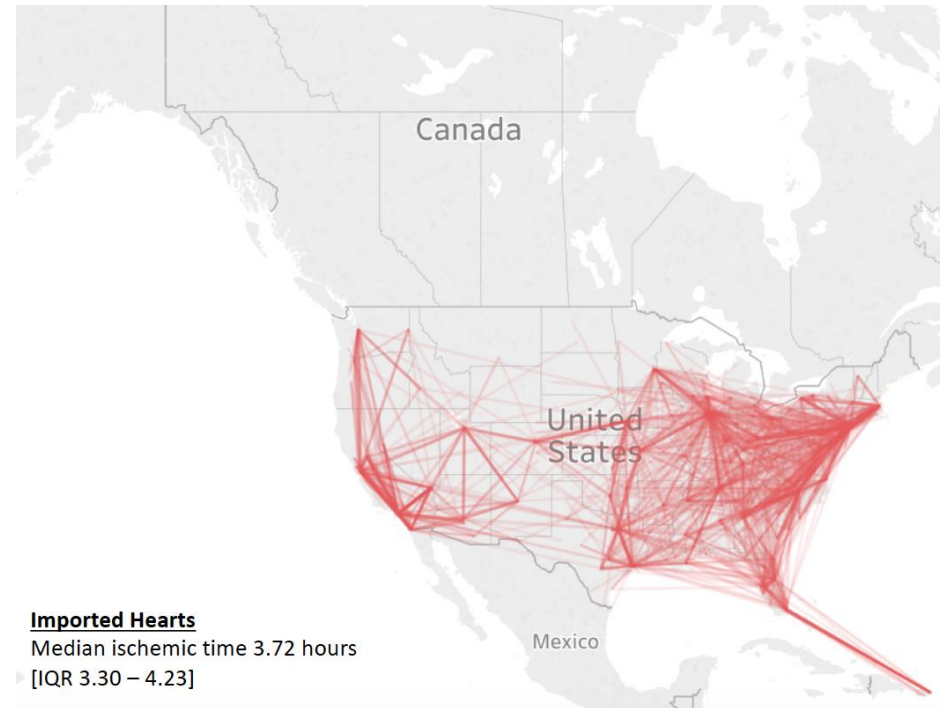 Canada
United
States
Mexico
Imported Hearts
Median ischemic time 3.72 hours
[IQR 3.30 – 4.23]